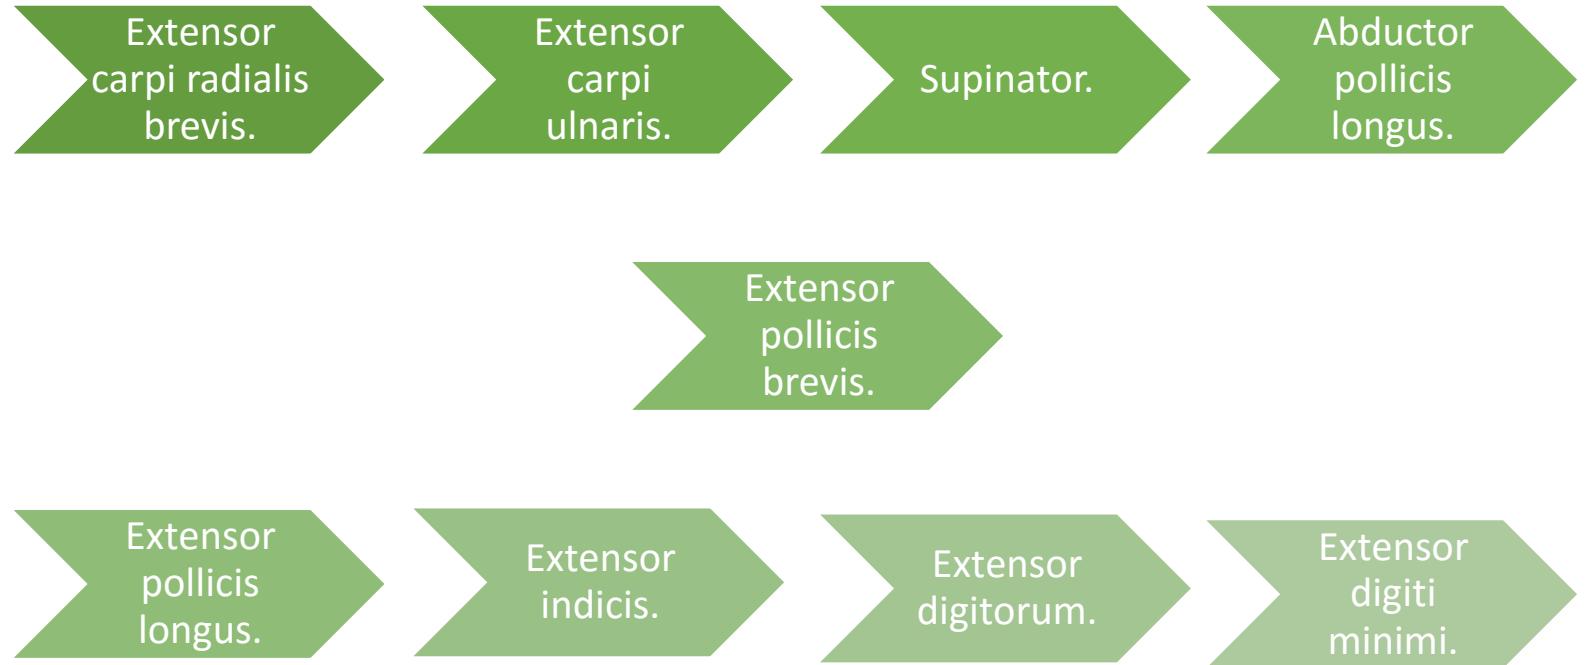 Extensor
carpi radialis
brevis.
Extensor
carpi
ulnaris.
Supinator.
Abductor
pollicis
longus.
Extensor
pollicis
brevis.
Extensor
pollicis
longus.
Extensor
indicis.
Extensor
digitorum.
Extensor
digiti
minimi.